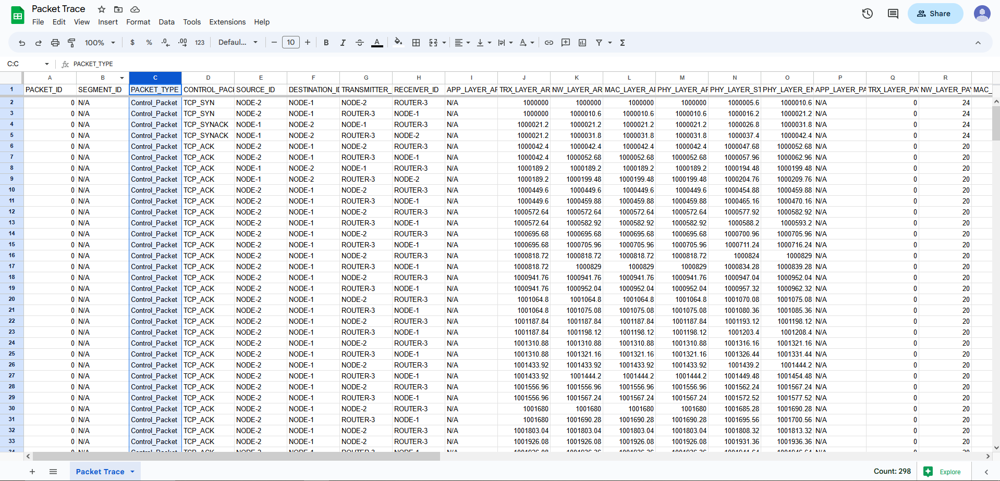 Packet Trace
File Edit View Insert Format Data Tools Extensions Help
Share
100% $ % .0 .00 123 Defaul... 10 B I A Σ
C:C fx PACKET_TYPE
A B C D E F G H I J K L M N O P Q R
1 PACKET_ID SEGMENT_ID PACKET_TYPE CONTROL_PACI SOURCE_ID DESTINATION_ID TRANSMITTER_ RECEIVER_ID APP_LAYER_AF TRX_LAYER_AR NW_LAYER_AR MAC_LAYER_AI PHY_LAYER_AF PHY_LAYER_ST PHY_LAYER_EN APP_LAYER_PA TRX_LAYER_PA NW_LAYER_PAY MAC_
2 0 N/A Control_Packet TCP_SYN NODE-2 NODE-1 NODE-2 ROUTER-3 N/A 1000000 1000000 1000000 1000000 1000005.6 1000010.6 N/A 0 24
3 0 N/A Control_Packet TCP_SYN NODE-2 NODE-1 ROUTER-3 NODE-1 N/A 1000000 1000010.6 1000010.6 1000010.6 1000016.2 1000021.2 N/A 0 24
4 0 N/A Control_Packet TCP_SYNACK NODE-1 NODE-2 NODE-1 ROUTER-3 N/A 1000021.2 1000021.2 1000021.2 1000021.2 1000026.8 1000031.8 N/A 0 24
5 0 N/A Control_Packet TCP_SYNACK NODE-1 NODE-2 ROUTER-3 NODE-2 N/A 1000021.2 1000031.8 1000031.8 1000031.8 1000037.4 1000042.4 N/A 0 24
6 0 N/A Control_Packet TCP_ACK NODE-2 NODE-1 NODE-2 ROUTER-3 N/A 1000042.4 1000042.4 1000042.4 1000042.4 1000047.68 1000052.68 N/A 0 20
7 0 N/A Control_Packet TCP_ACK NODE-2 NODE-1 ROUTER-3 NODE-1 N/A 1000042.4 1000052.68 1000052.68 1000052.68 1000057.96 1000062.96 N/A 0 20
8 0 N/A Control_Packet TCP_ACK NODE-1 NODE-2 NODE-1 ROUTER-3 N/A 1000189.2 1000189.2 1000189.2 1000189.2 1000194.48 1000199.48 N/A 0 20
9 0 N/A Control_Packet TCP_ACK NODE-1 NODE-2 ROUTER-3 NODE-2 N/A 1000189.2 1000199.48 1000199.48 1000199.48 1000204.76 1000209.76 N/A 0 20
10 0 N/A Control_Packet TCP_ACK NODE-2 NODE-1 NODE-2 ROUTER-3 N/A 1000449.6 1000449.6 1000449.6 1000449.6 1000454.88 1000459.88 N/A 0 20
11 0 N/A Control_Packet TCP_ACK NODE-2 NODE-1 ROUTER-3 NODE-1 N/A 1000449.6 1000459.88 1000459.88 1000459.88 1000465.16 1000470.16 N/A 0 20
12 0 N/A Control_Packet TCP_ACK NODE-2 NODE-1 NODE-2 ROUTER-3 N/A 1000572.64 1000572.64 1000572.64 1000572.64 1000577.92 1000582.92 N/A 0 20
13 0 N/A Control_Packet TCP_ACK NODE-2 NODE-1 ROUTER-3 NODE-1 N/A 1000572.64 1000582.92 1000582.92 1000582.92 1000588.2 1000593.2 N/A 0 20
14 0 N/A Control_Packet TCP_ACK NODE-2 NODE-1 NODE-2 ROUTER-3 N/A 1000695.68 1000695.68 1000695.68 1000695.68 1000700.96 1000705.96 N/A 0 20
15 0 N/A Control_Packet TCP_ACK NODE-2 NODE-1 ROUTER-3 NODE-1 N/A 1000695.68 1000705.96 1000705.96 1000705.96 1000711.24 1000716.24 N/A 0 20
16 0 N/A Control_Packet TCP_ACK NODE-2 NODE-1 NODE-2 ROUTER-3 N/A 1000818.72 1000818.72 1000818.72 1000818.72 1000824 1000829 N/A 0 20
17 0 N/A Control_Packet TCP_ACK NODE-2 NODE-1 ROUTER-3 NODE-1 N/A 1000818.72 1000829 1000829 1000829 1000834.28 1000839.28 N/A 0 20
18 0 N/A Control_Packet TCP_ACK NODE-2 NODE-1 NODE-2 ROUTER-3 N/A 1000941.76 1000941.76 1000941.76 1000941.76 1000947.04 1000952.04 N/A 0 20
19 0 N/A Control_Packet TCP_ACK NODE-2 NODE-1 ROUTER-3 NODE-1 N/A 1000941.76 1000952.04 1000952.04 1000952.04 1000957.32 1000962.32 N/A 0 20
20 0 N/A Control_Packet TCP_ACK NODE-2 NODE-1 NODE-2 ROUTER-3 N/A 1001064.8 1001064.8 1001064.8 1001064.8 1001070.08 1001075.08 N/A 0 20
21 0 N/A Control_Packet TCP_ACK NODE-2 NODE-1 ROUTER-3 NODE-1 N/A 1001064.8 1001075.08 1001075.08 1001075.08 1001080.36 1001085.36 N/A 0 20
22 0 N/A Control_Packet TCP_ACK NODE-2 NODE-1 NODE-2 ROUTER-3 N/A 1001187.84 1001187.84 1001187.84 1001187.84 1001193.12 1001198.12 N/A 0 20
23 0 N/A Control_Packet TCP_ACK NODE-2 NODE-1 ROUTER-3 NODE-1 N/A 1001187.84 1001198.12 1001198.12 1001198.12 1001203.4 1001208.4 N/A 0 20
24 0 N/A Control_Packet TCP_ACK NODE-2 NODE-1 NODE-2 ROUTER-3 N/A 1001310.88 1001310.88 1001310.88 1001310.88 1001316.16 1001321.16 N/A 0 20
25 0 N/A Control_Packet TCP_ACK NODE-2 NODE-1 ROUTER-3 NODE-1 N/A 1001310.88 1001321.16 1001321.16 1001321.16 1001326.44 1001331.44 N/A 0 20
26 0 N/A Control_Packet TCP_ACK NODE-2 NODE-1 NODE-2 ROUTER-3 N/A 1001433.92 1001433.92 1001433.92 1001433.92 1001439.2 1001444.2 N/A 0 20
27 0 N/A Control_Packet TCP_ACK NODE-2 NODE-1 ROUTER-3 NODE-1 N/A 1001433.92 1001444.2 1001444.2 1001444.2 1001449.48 1001454.48 N/A 0 20
28 0 N/A Control_Packet TCP_ACK NODE-2 NODE-1 NODE-2 ROUTER-3 N/A 1001556.96 1001556.96 1001556.96 1001556.96 1001562.24 1001567.24 N/A 0 20
29 0 N/A Control_Packet TCP_ACK NODE-2 NODE-1 ROUTER-3 NODE-1 N/A 1001556.96 1001567.24 1001567.24 1001567.24 1001572.52 1001577.52 N/A 0 20
30 0 N/A Control_Packet TCP_ACK NODE-2 NODE-1 NODE-2 ROUTER-3 N/A 1001680 1001680 1001680 1001680 1001685.28 1001690.28 N/A 0 20
31 0 N/A Control_Packet TCP_ACK NODE-2 NODE-1 ROUTER-3 NODE-1 N/A 1001680 1001690.28 1001690.28 1001690.28 1001695.56 1001700.56 N/A 0 20
32 0 N/A Control_Packet TCP_ACK NODE-2 NODE-1 NODE-2 ROUTER-3 N/A 1001803.04 1001803.04 1001803.04 1001803.04 1001808.32 1001813.32 N/A 0 20
33 0 N/A Control_Packet TCP_ACK NODE-2 NODE-1 NODE-2 ROUTER-3 N/A 1001926.08 1001926.08 1001926.08 1001926.08 1001931.36 1001936.36 N/A 0 20
Packet Trace Count: 298 Explore